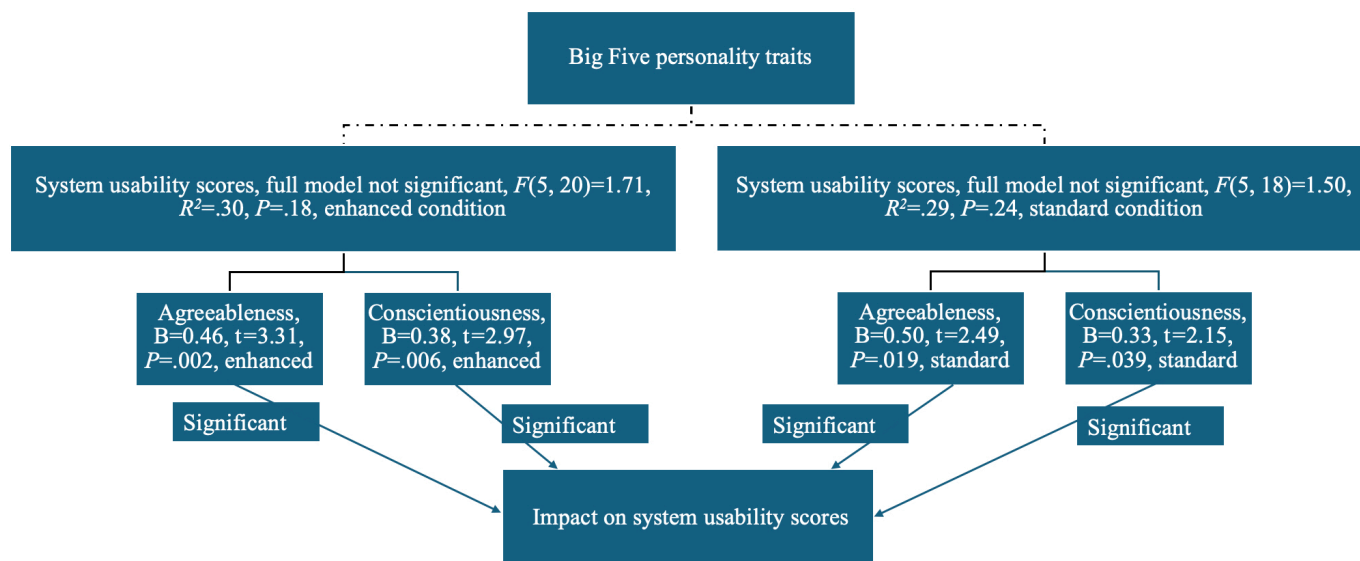 Big Five personality traits
System usability scores, full model not significant, F(5, 20)=1.71,
R²=.30, P=.18, enhanced condition
System usability scores, full model not significant, F(5, 18)=1.50,
R²=.29, P=.24, standard condition
Agreeableness,
B=0.46, t=3.31,
P=.002, enhanced
Conscientiousness,
B=0.38, t=2.97,
P=.006, enhanced
Agreeableness,
B=0.50, t=2.49,
P=.019, standard
Conscientiousness,
B=0.33, t=2.15,
P=.039, standard
Significant
Significant
Significant
Significant
Impact on system usability scores